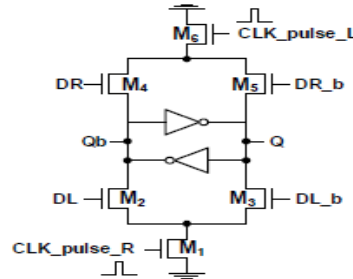 M6 CLK_pulse_L
DR M4 M5 DR_b
Qb Q
DL M2 M3 DL_b
CLK_pulse_R M1